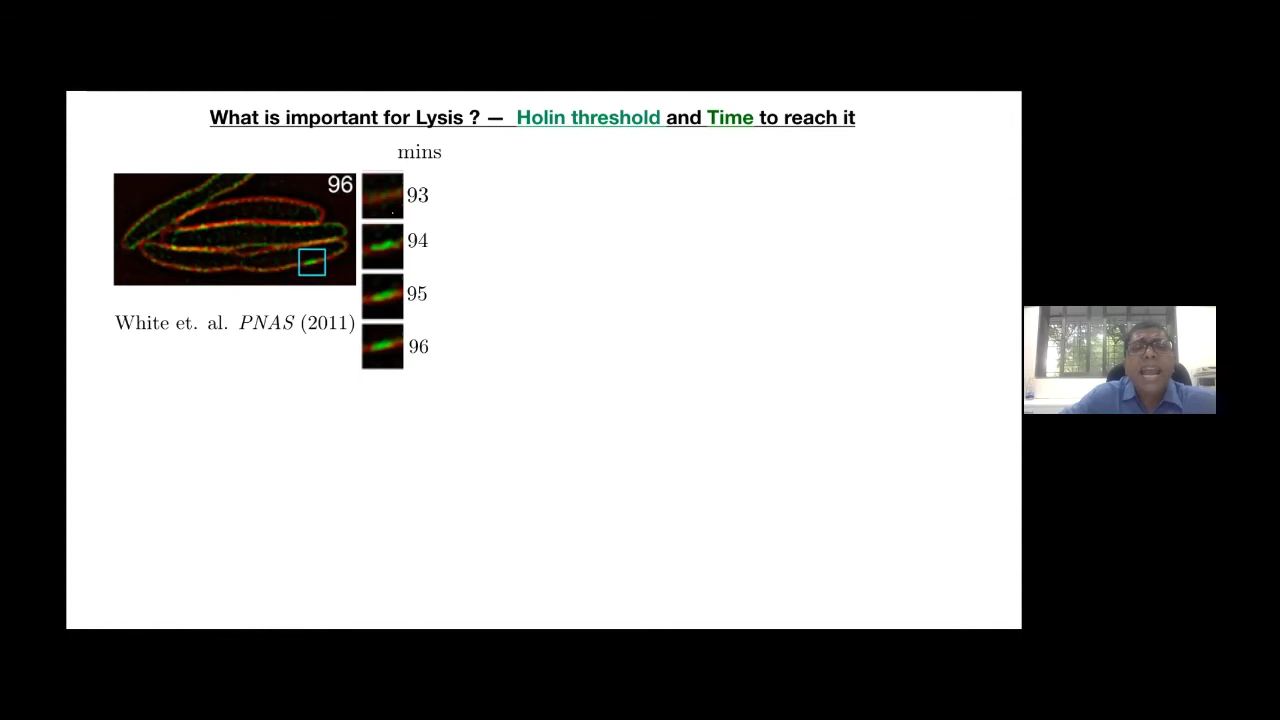 What is important for Lysis ? — Holin threshold and Time to reach it
mins
96
93
94
95
96
White et. al. PNAS (2011)